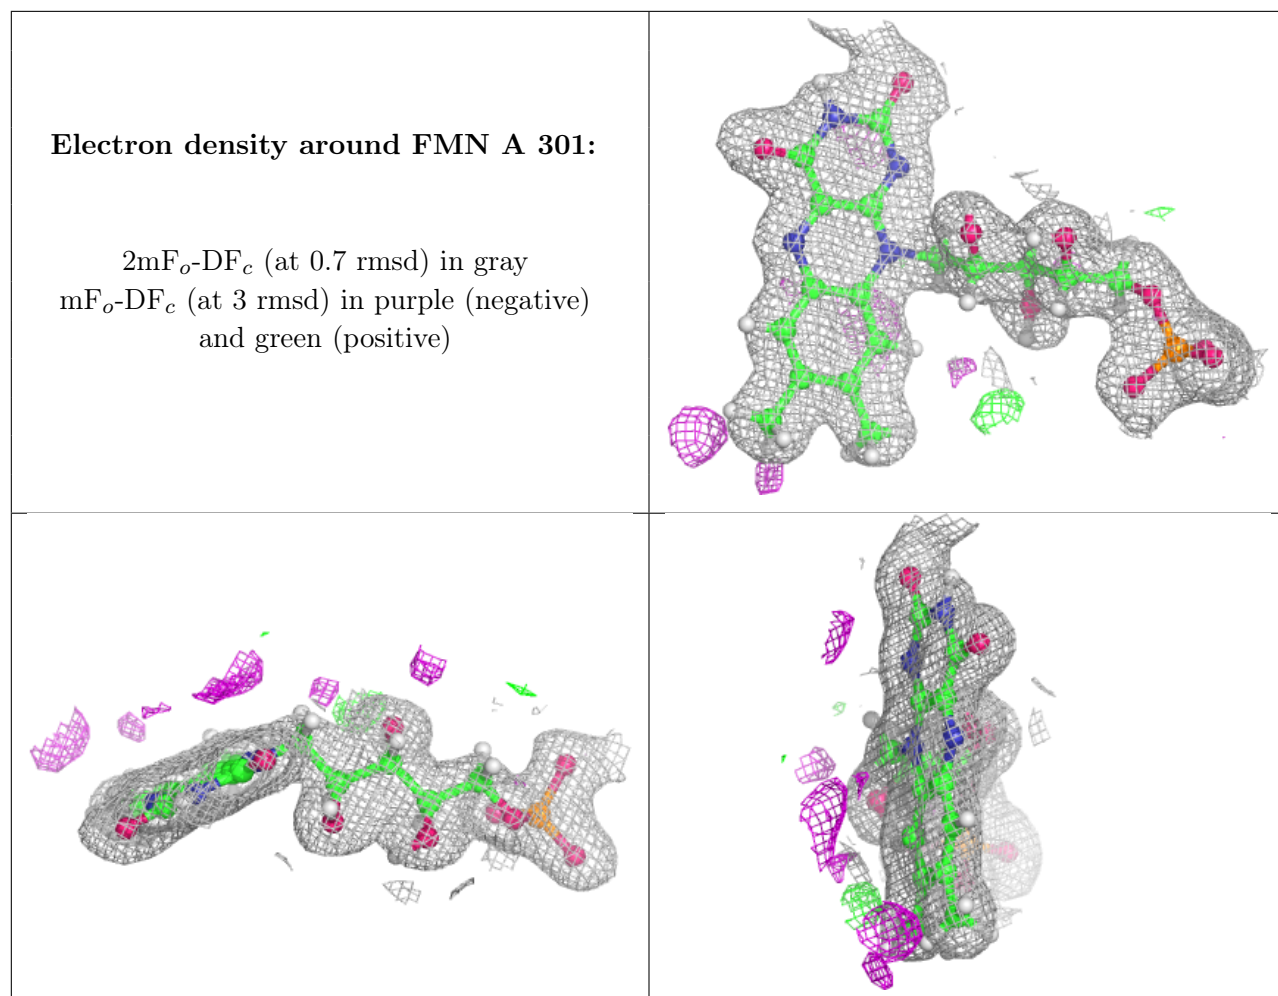 Electron density around FMN A 301:
2mFo-DFc (at 0.7 rmsd) in gray
mFo-DFc (at 3 rmsd) in purple (negative)
and green (positive)